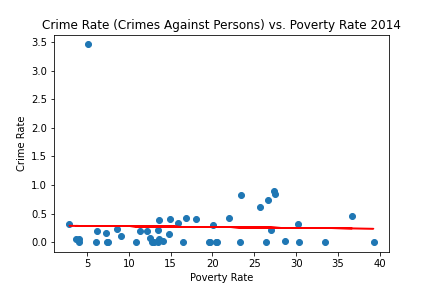 Crime Rate (Crimes Against Persons) vs. Poverty Rate 2014
3.5
3.0
2.5
2.0
1.5
1.0
0.5
0.0
Crime Rate
5 10 15 20 25 30 35 40
Poverty Rate